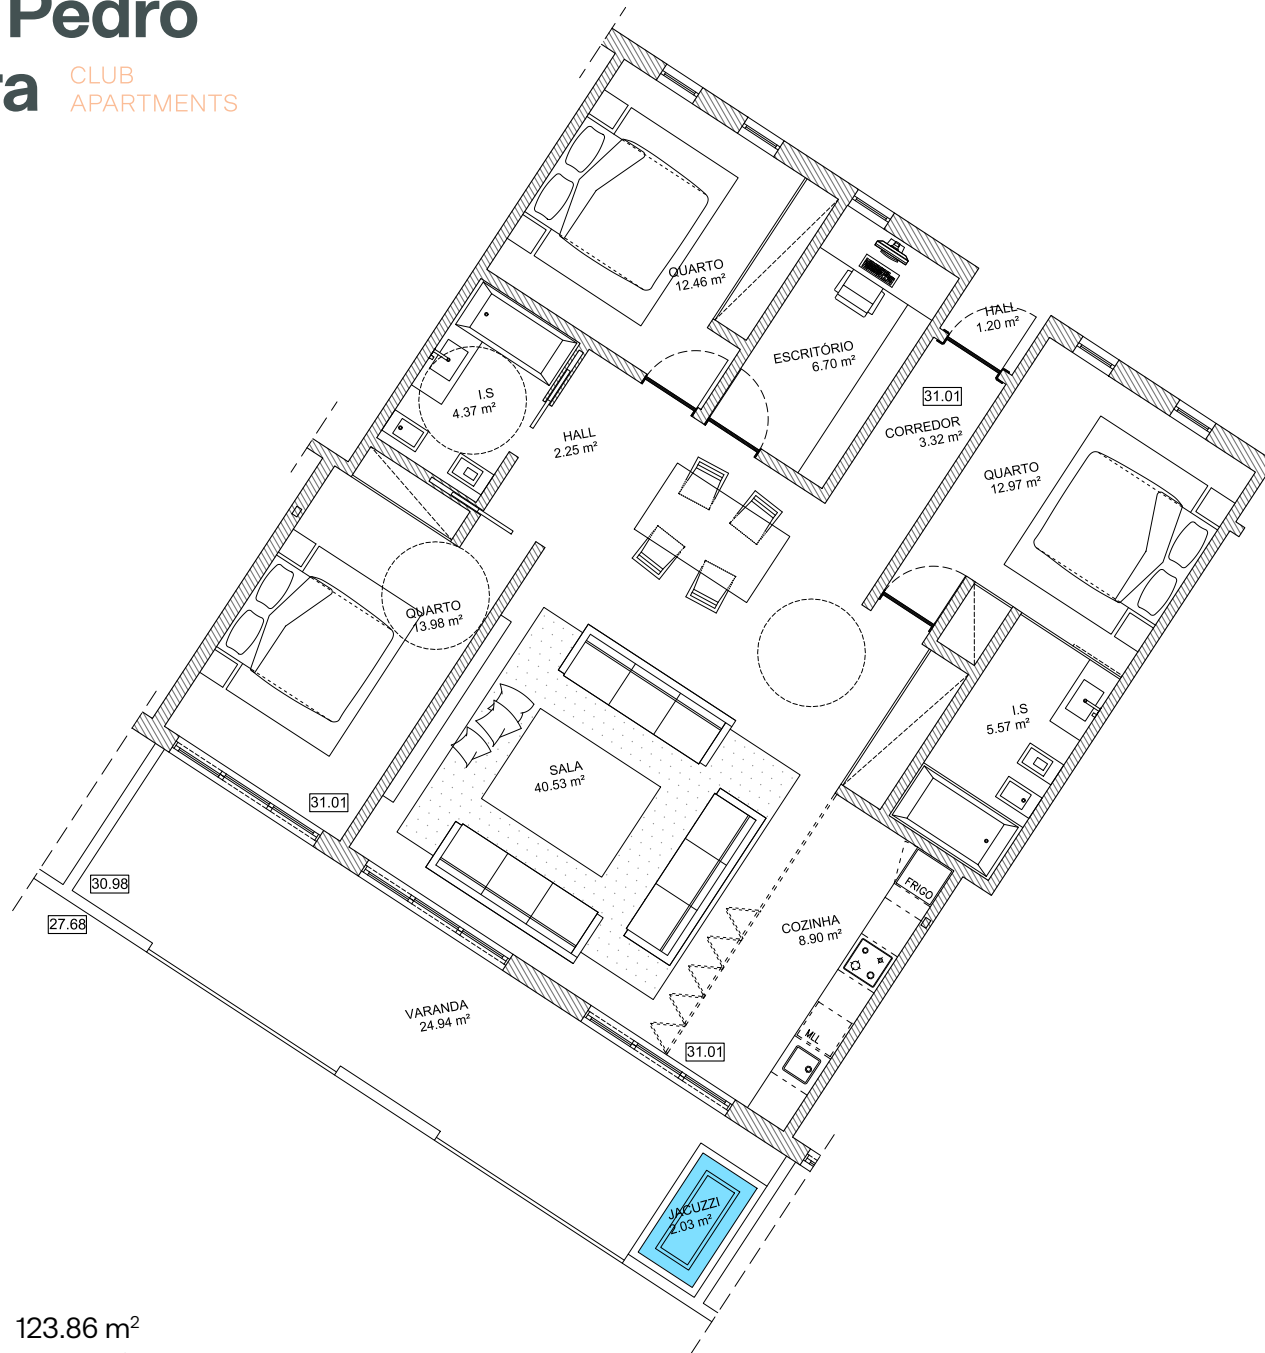 Pedro
ra
CLUB
APARTMENTS
QUARTO
12.46 m²
ESCRITÓRIO
6.70 m²
HALL
1.20 m²
31.01
CORREDOR
3.32 m²
I.S
4.37 m²
HALL
2.25 m²
QUARTO
12.97 m²
QUARTO
13.98 m²
I.S
5.57 m²
SALA
40.53 m²
31.01
30.98
27.68
FRIGO
COZINHA
8.90 m²
VARANDA
24.94 m²
MLL
31.01
JACUZZI
2.03 m²
123.86 m²